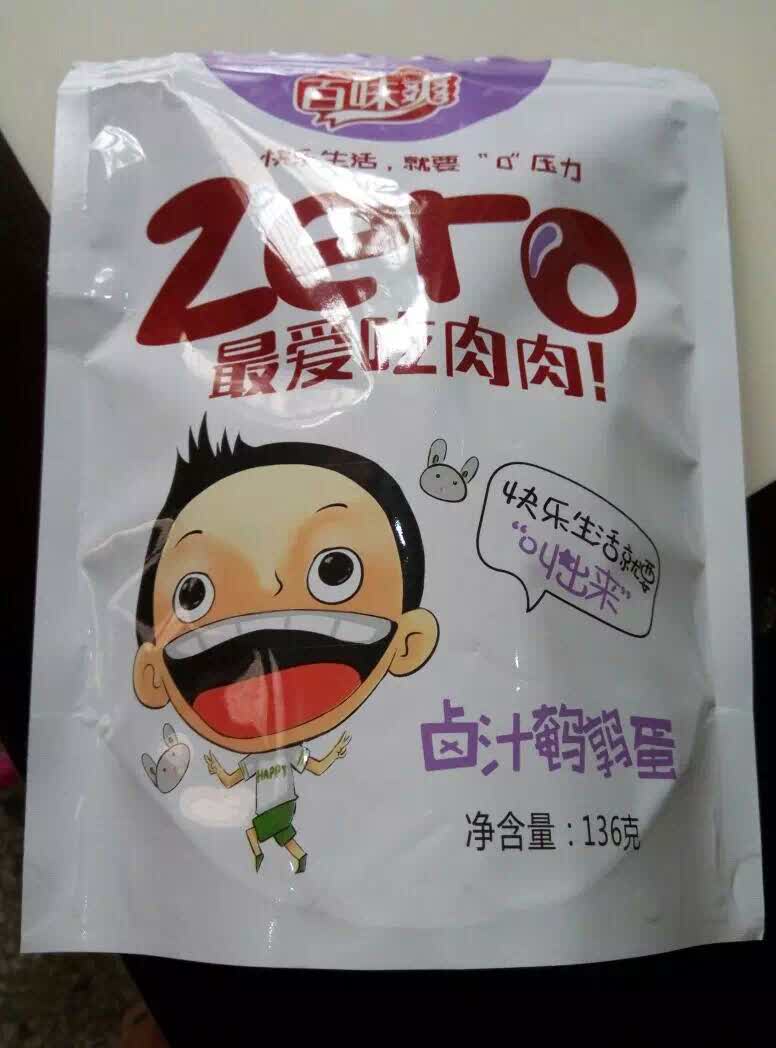 百味爽
快乐生活，就要“0”压力
zero
最爱吃肉肉!
快乐生活就要
“叫出来”
HAPPY
卤汁鹌鹑蛋
净含量：136克